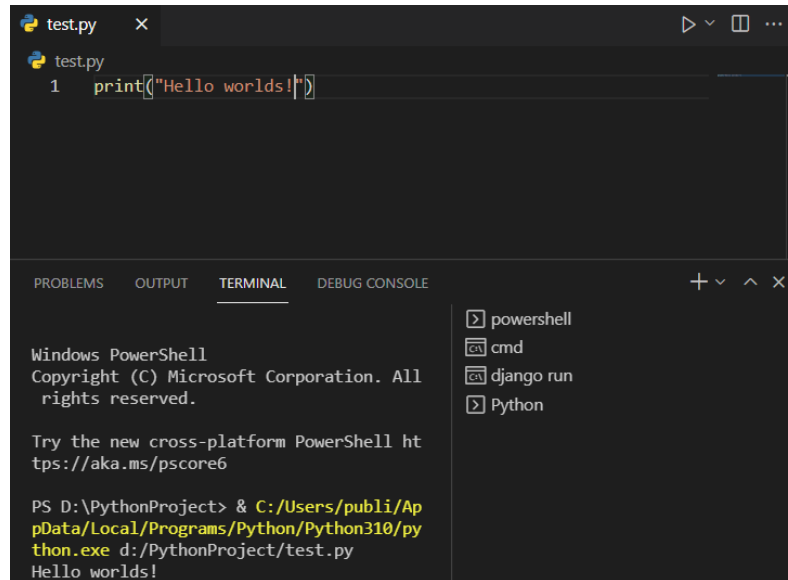 test.py
test.py
1 print("Hello worlds!")
PROBLEMS OUTPUT TERMINAL DEBUG CONSOLE
Windows PowerShell
Copyright (C) Microsoft Corporation. All
rights reserved.
Try the new cross-platform PowerShell ht
tps://aka.ms/pscore6
PS D:\PythonProject> & C:/Users/publi/Ap
pData/Local/Programs/Python/Python310/py
thon.exe d:/PythonProject/test.py
Hello worlds!
powershell
cmd
django run
Python